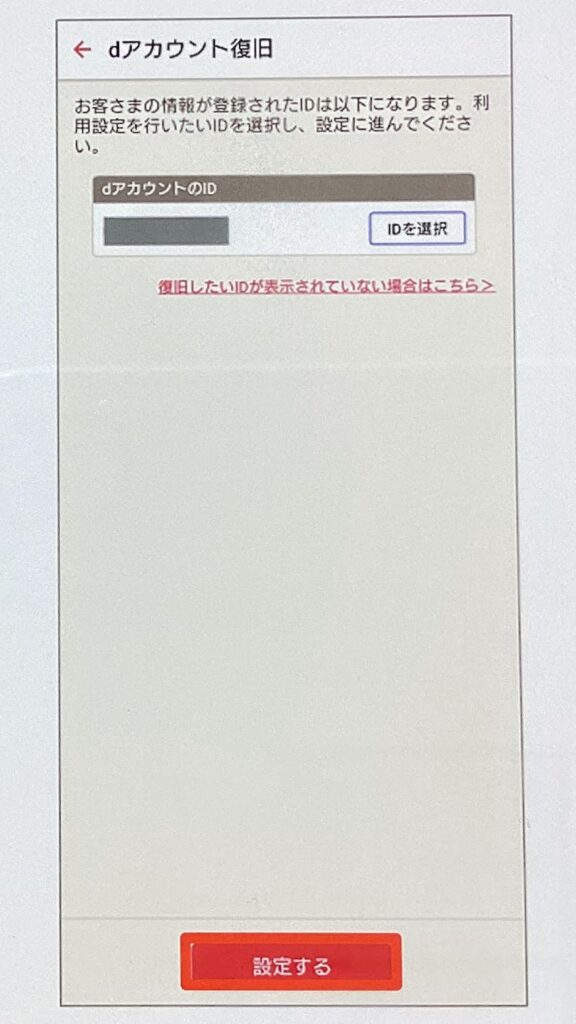 ← dアカウント復旧
お客さまの情報が登録されたIDは以下になります。利
用設定を行いたいIDを選択し、設定に進んでくださ
い。
dアカウントのID
IDを選択
復旧したいIDが表示されていない場合はこちら>
設定する